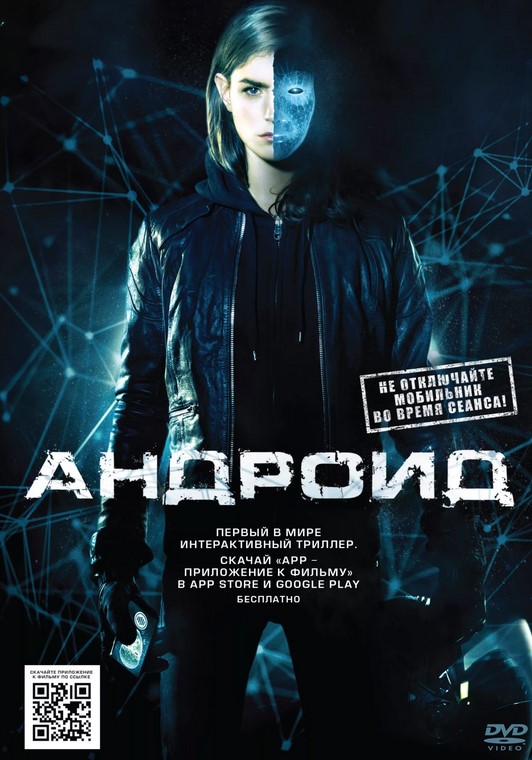 НЕ ОТКЛЮЧАЙТЕ
МОБИЛЬНИК
ВО ВРЕМЯ СЕАНСА!
АНДРОИД
ПЕРВЫЙ В МИРЕ
ИНТЕРАКТИВНЫЙ ТРИЛЛЕР.
СКАЧАЙ «APP –
ПРИЛОЖЕНИЕ К ФИЛЬМУ»
В APP STORE И GOOGLE PLAY
БЕСПЛАТНО
СКАЧАЙТЕ ПРИЛОЖЕНИЕ
К ФИЛЬМУ ПО ССЫЛКЕ
DVD
VIDEO